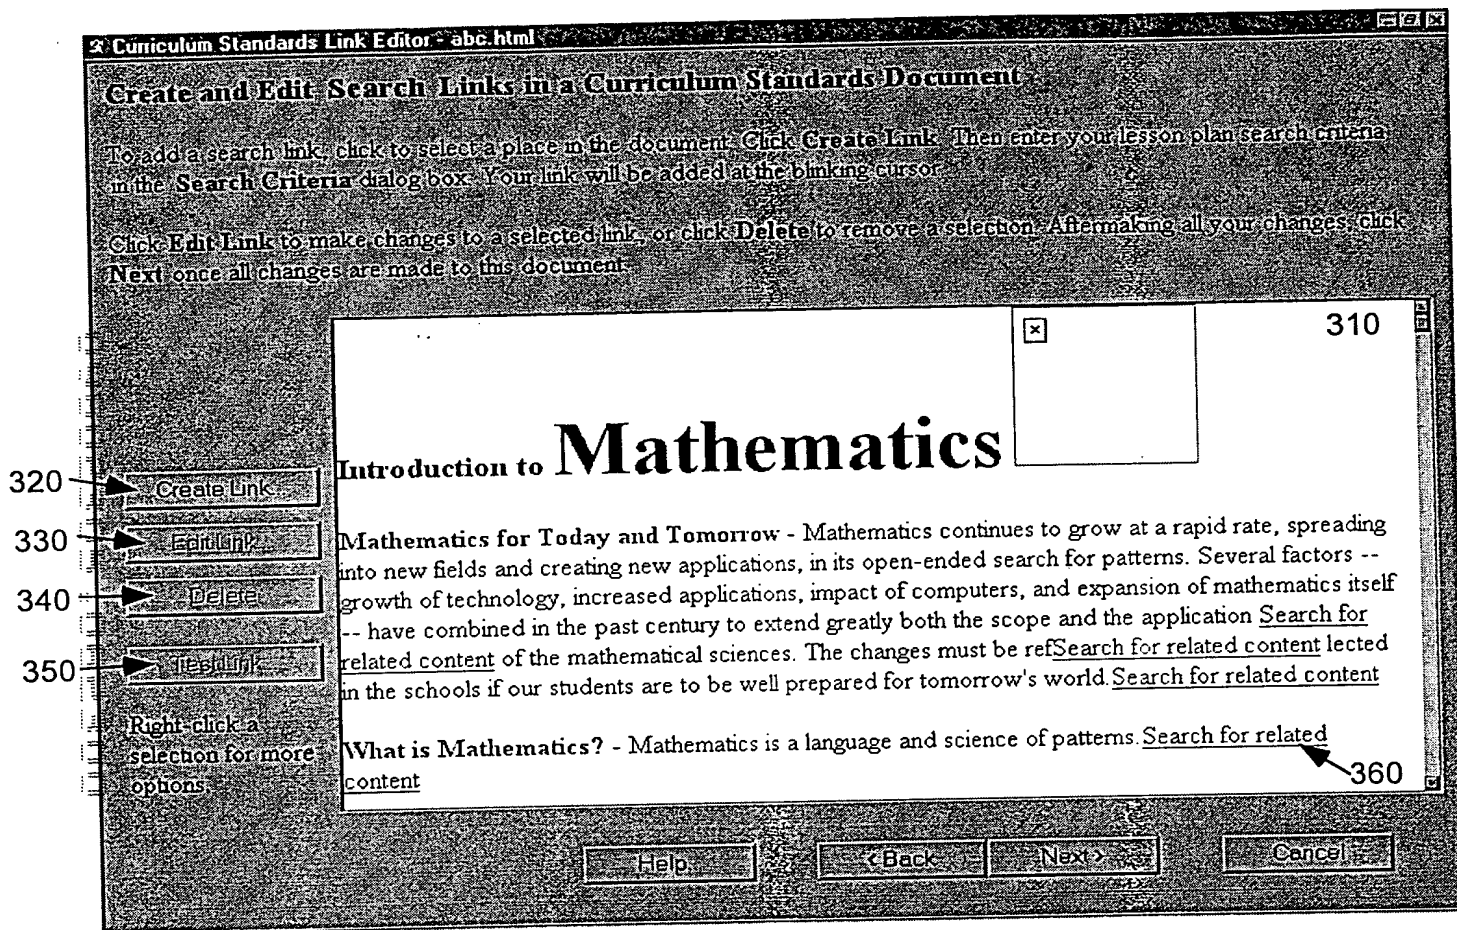 Curriculum Standards Link Editor - abc.html
Create and Edit Search Links in a Curriculum Standards Document
To add a search link, click to select a place in the document. Click Create Link. Then enter your lesson plan search criteria
in the Search Criteria dialog box. Your link will be added at the blinking cursor.
Click Edit Link to make changes to a selected link, or click Delete to remove a selection. Aftermaking all your changes, click
Next once all changes are made to this document.
310
Introduction to Mathematics
320
Create Link...
330
Edit Link...
340
Delete
350
Test Link...
Mathematics for Today and Tomorrow - Mathematics continues to grow at a rapid rate, spreading
into new fields and creating new applications, in its open-ended search for patterns. Several factors --
growth of technology, increased applications, impact of computers, and expansion of mathematics itself
-- have combined in the past century to extend greatly both the scope and the application Search for
related content of the mathematical sciences. The changes must be refSearch for related content lected
in the schools if our students are to be well prepared for tomorrow's world.Search for related content
Right-click a
selection for more
options.
What is Mathematics? - Mathematics is a language and science of patterns.Search for related
content
360
Help
< Back
Next >
Cancel